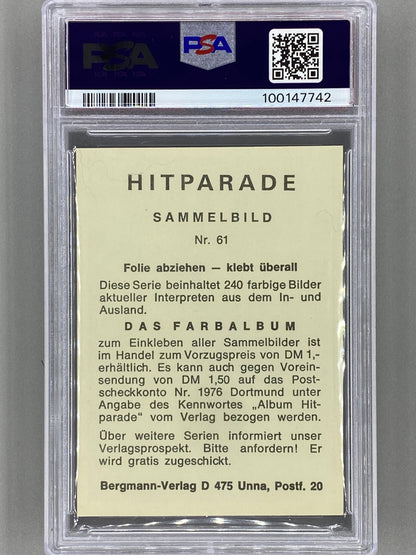 PSA
PSA
100147742
HITPARADE
SAMMELBILD
Nr. 61
Folie abziehen — klebt überall
Diese Serie beinhaltet 240 farbige Bilder
aktueller Interpreten aus dem In- und
Ausland.
DAS FARBALBUM
zum Einkleben aller Sammelbilder ist
im Handel zum Vorzugspreis von DM 1,-
erhältlich. Es kann auch gegen Vorein-
sendung von DM 1,50 auf das Post-
scheckkonto Nr. 1976 Dortmund unter
Angabe des Kennwortes „Album Hit-
parade“ vom Verlag bezogen werden.
Über weitere Serien informiert unser
Verlagsprospekt. Bitte anfordern! Er
wird gratis zugeschickt.
Bergmann-Verlag D 475 Unna, Postf. 20